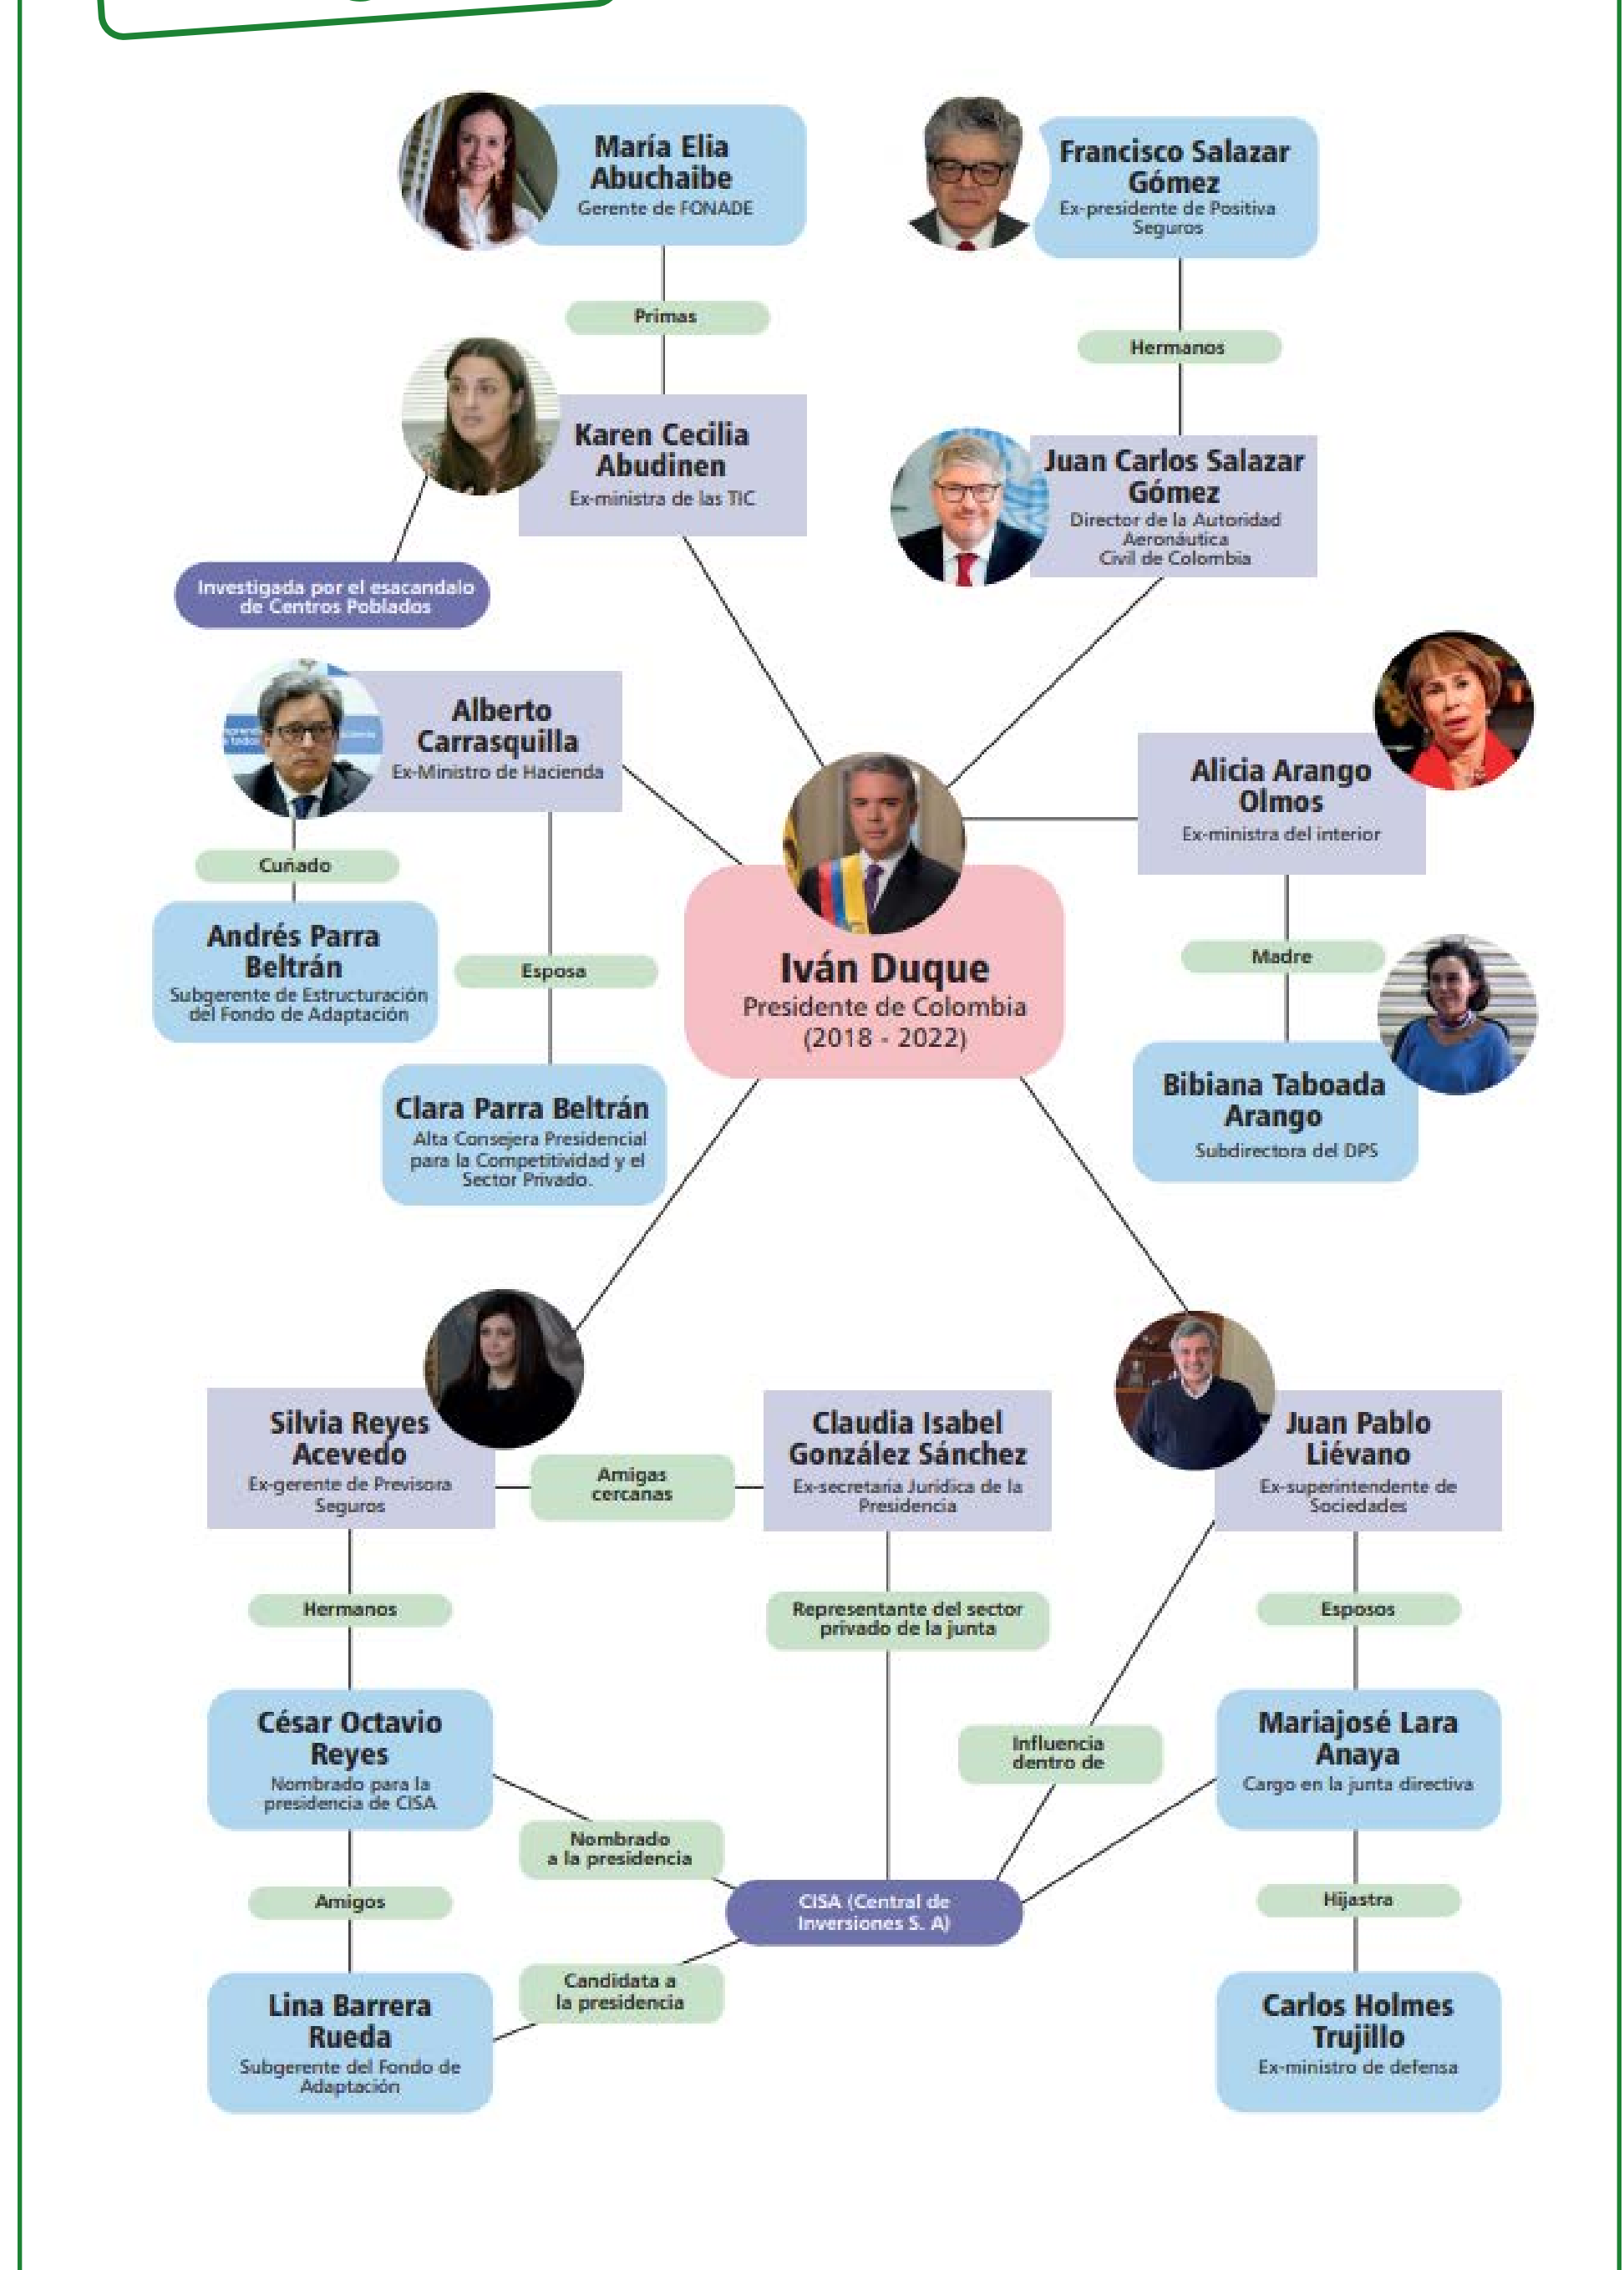 María Elia
Abuchaibe
Gerente de FONADE
Francisco Salazar
Gómez
Ex-presidente de Positiva
Seguros
Primas
Hermanos
Karen Cecilia
Abudinen
Ex-ministra de las TIC
Juan Carlos Salazar
Gómez
Director de la Autoridad
Aeronáutica
Civil de Colombia
Investigada por el esacandalo
de Centros Poblados
Alberto
Carrasquilla
Ex-Ministro de Hacienda
Alicia Arango
Olmos
Ex-ministra del interior
Cuñado
Andrés Parra
Beltrán
Subgerente de Estructuración
del Fondo de Adaptación
Esposa
Iván Duque
Presidente de Colombia
(2018 - 2022)
Madre
Clara Parra Beltrán
Alta Consejera Presidencial
para la Competitividad y el
Sector Privado.
Bibiana Taboada
Arango
Subdirectora del DPS
Silvia Reyes
Acevedo
Ex-gerente de Previsora
Seguros
Amigas
cercanas
Claudia Isabel
González Sánchez
Ex-secretaria Jurídica de la
Presidencia
Juan Pablo
Liévano
Ex-superintendente de
Sociedades
Hermanos
Representante del sector
privado de la junta
Esposos
César Octavio
Reyes
Nombrado para la
presidencia de CISA
Influencia
dentro de
Mariajosé Lara
Anaya
Cargo en la junta directiva
Nombrado
a la presidencia
Amigos
CISA (Central de
Inversiones S. A)
Hijastra
Candidata a
la presidencia
Lina Barrera
Rueda
Subgerente del Fondo de
Adaptación
Carlos Holmes
Trujillo
Ex-ministro de defensa